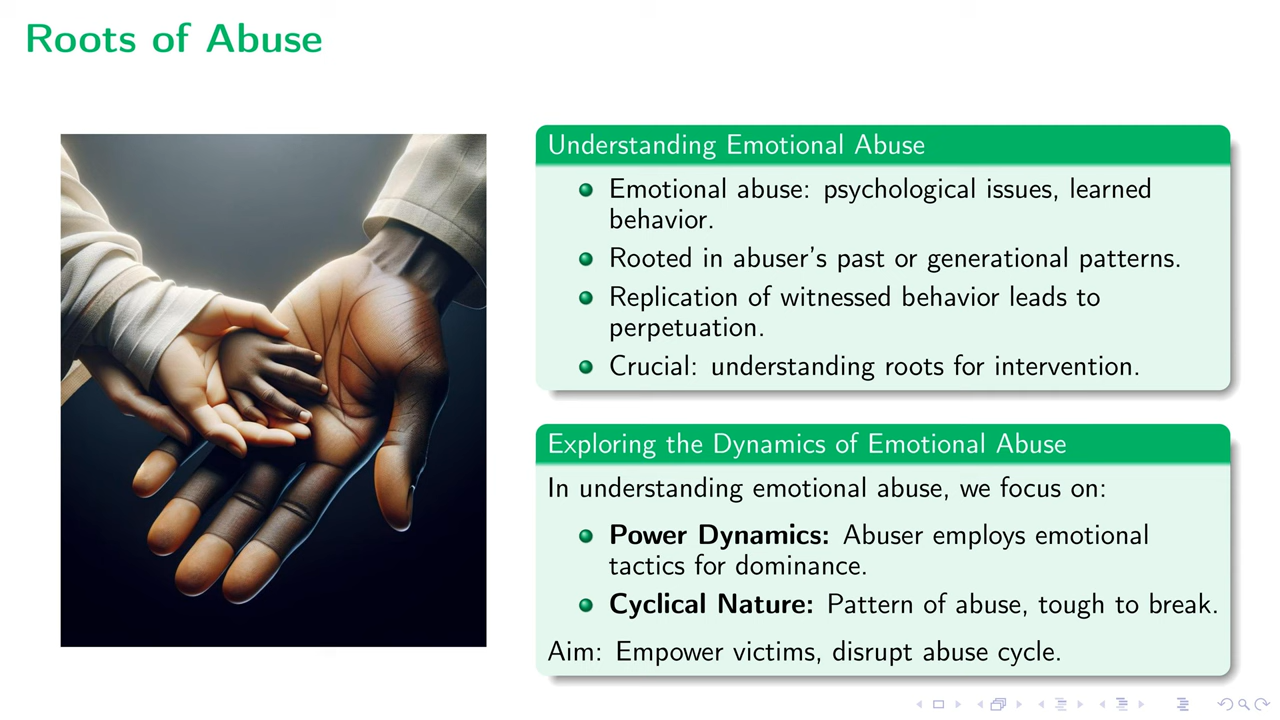 Roots of Abuse
Understanding Emotional Abuse
Emotional abuse: psychological issues, learned
behavior.
Rooted in abuser's past or generational patterns.
Replication of witnessed behavior leads to
perpetuation.
Crucial: understanding roots for intervention.
Exploring the Dynamics of Emotional Abuse
In understanding emotional abuse, we focus on:
Power Dynamics: Abuser employs emotional
tactics for dominance.
Cyclical Nature: Pattern of abuse, tough to break.
Aim: Empower victims, disrupt abuse cycle.